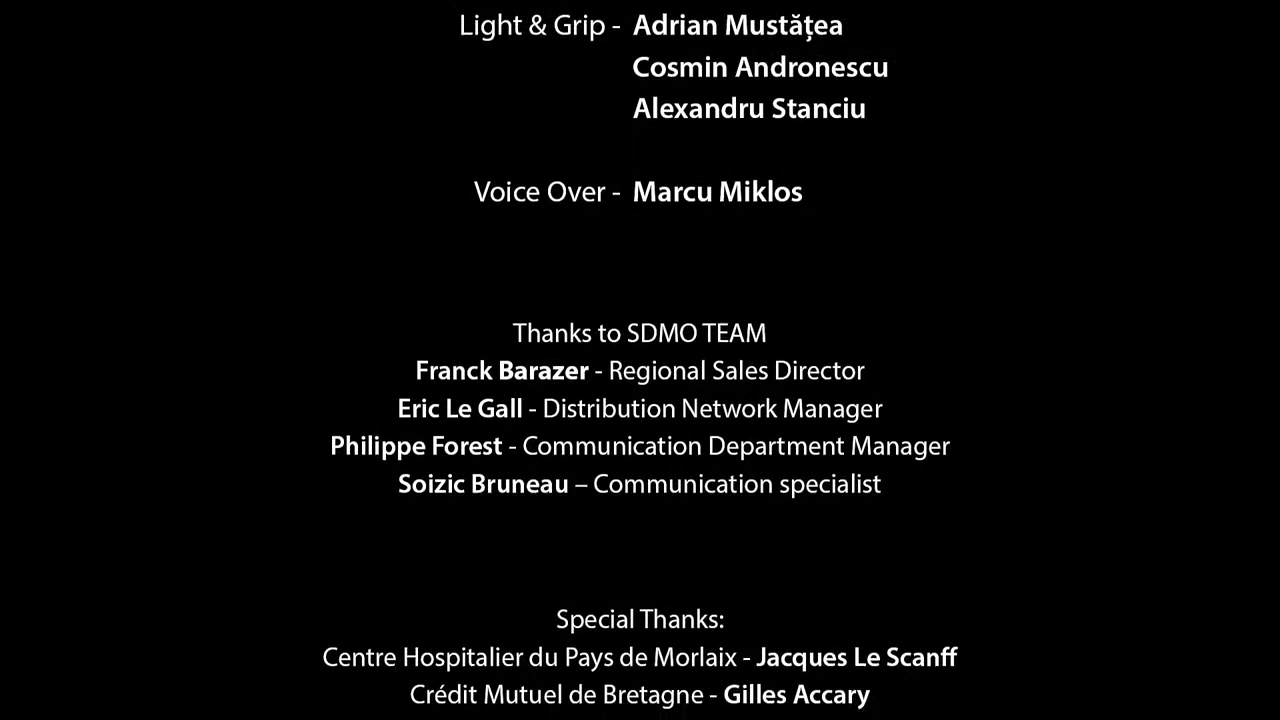 Light & Grip - Adrian Mustățea
Cosmin Andronescu
Alexandru Stanciu
Voice Over - Marcu Miklos
Thanks to SDMO TEAM
Franck Barazer - Regional Sales Director
Eric Le Gall - Distribution Network Manager
Philippe Forest - Communication Department Manager
Soizic Bruneau – Communication specialist
Special Thanks:
Centre Hospitalier du Pays de Morlaix - Jacques Le Scanff
Crédit Mutuel de Bretagne - Gilles Accary